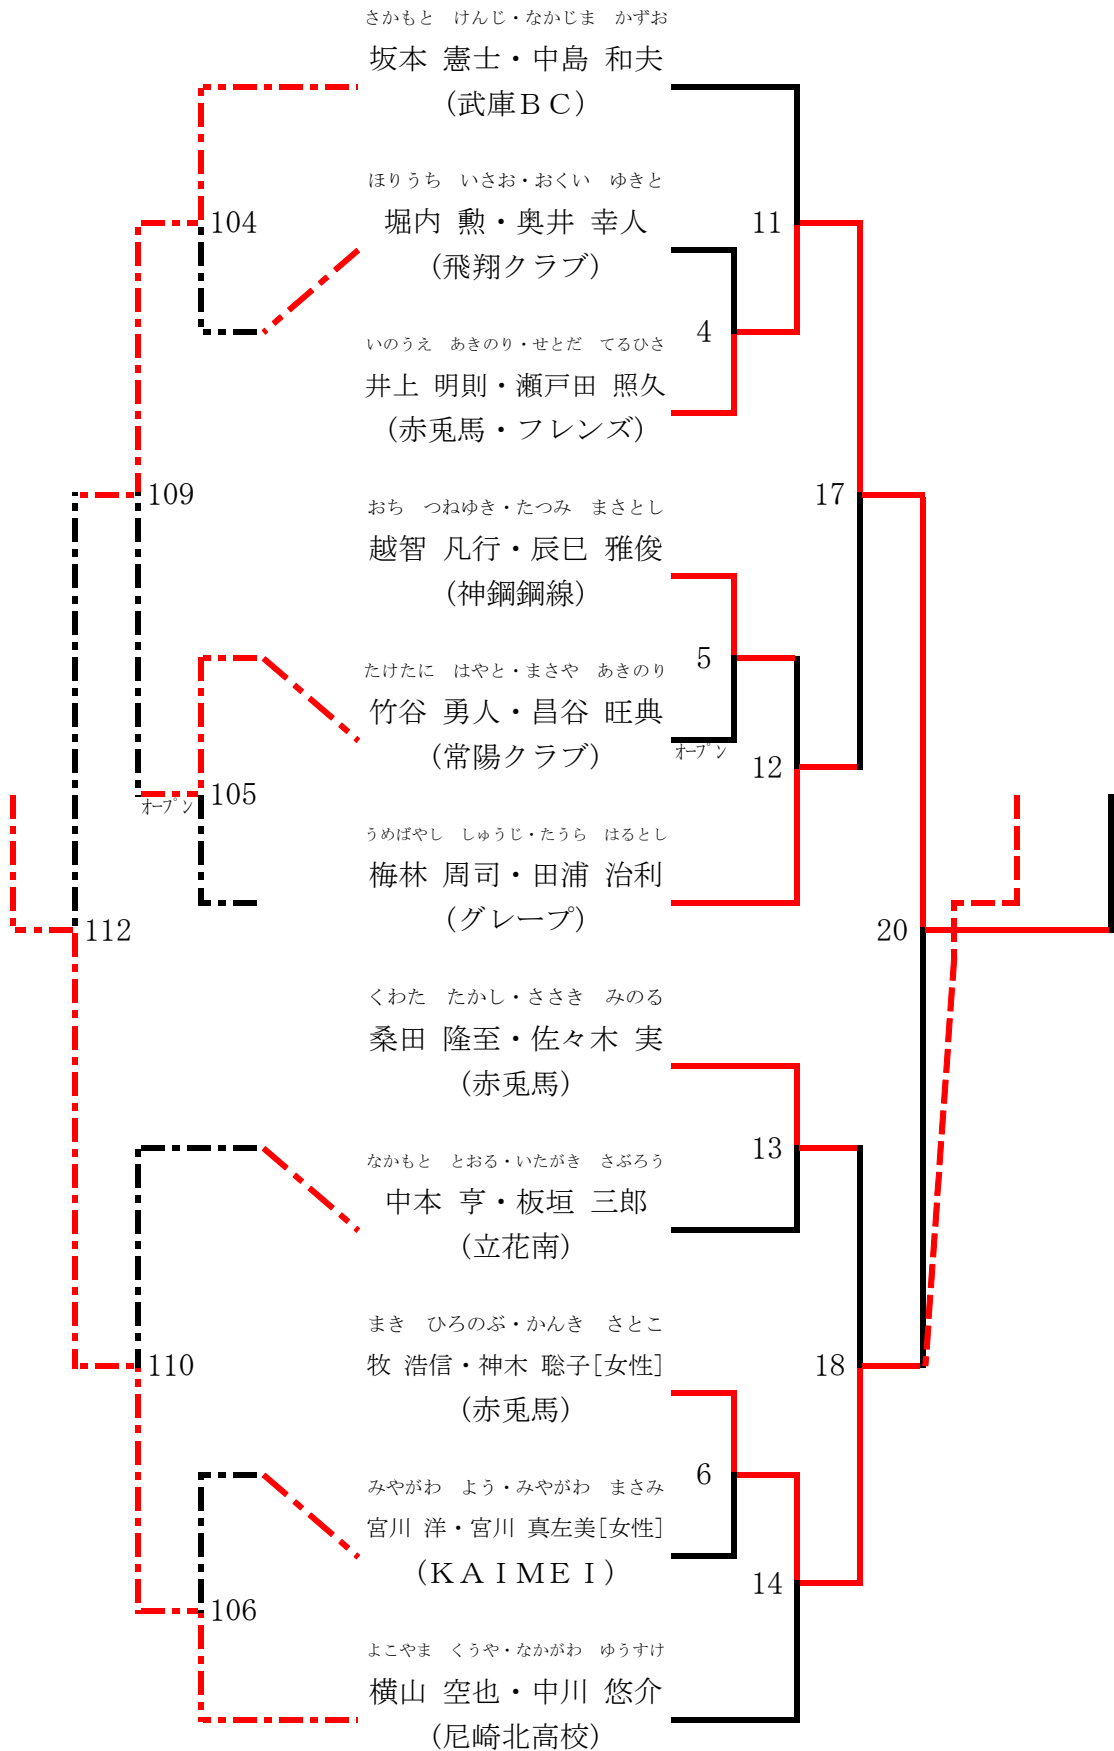 さかもと　けんじ・なかじま　かずお
坂本 憲士・中島 和夫
(武庫ＢＣ)
ほりうち　いさお・おくい　ゆきと
104
堀内 勲・奥井 幸人
11
(飛翔クラブ)
4
いのうえ　あきのり・せとだ　てるひさ
井上 明則・瀬戸田 照久
(赤兎馬・フレンズ)
109
17
おち　つねゆき・たつみ　まさとし
越智 凡行・辰巳 雅俊
(神鋼鋼線)
5
たけたに　はやと・まさや　あきのり
竹谷 勇人・昌谷 旺典
(常陽クラブ)
ｵｰﾌﾟﾝ
12
ｵｰﾌﾟﾝ
105
うめばやし　しゅうじ・たうら　はるとし
梅林 周司・田浦 治利
(グレープ)
112
20
くわた　たかし・ささき　みのる
桑田 隆至・佐々木 実
(赤兎馬)
13
なかもと　とおる・いたがき　さぶろう
中本 亨・板垣 三郎
(立花南)
まき　ひろのぶ・かんき　さとこ
110
牧 浩信・神木 聡子[女性]
18
(赤兎馬)
6
みやがわ　よう・みやがわ　まさみ
宮川 洋・宮川 真左美[女性]
(ＫＡＩＭＥＩ)
14
106
よこやま　くうや・なかがわ　ゆうすけ
横山 空也・中川 悠介
(尼崎北高校)